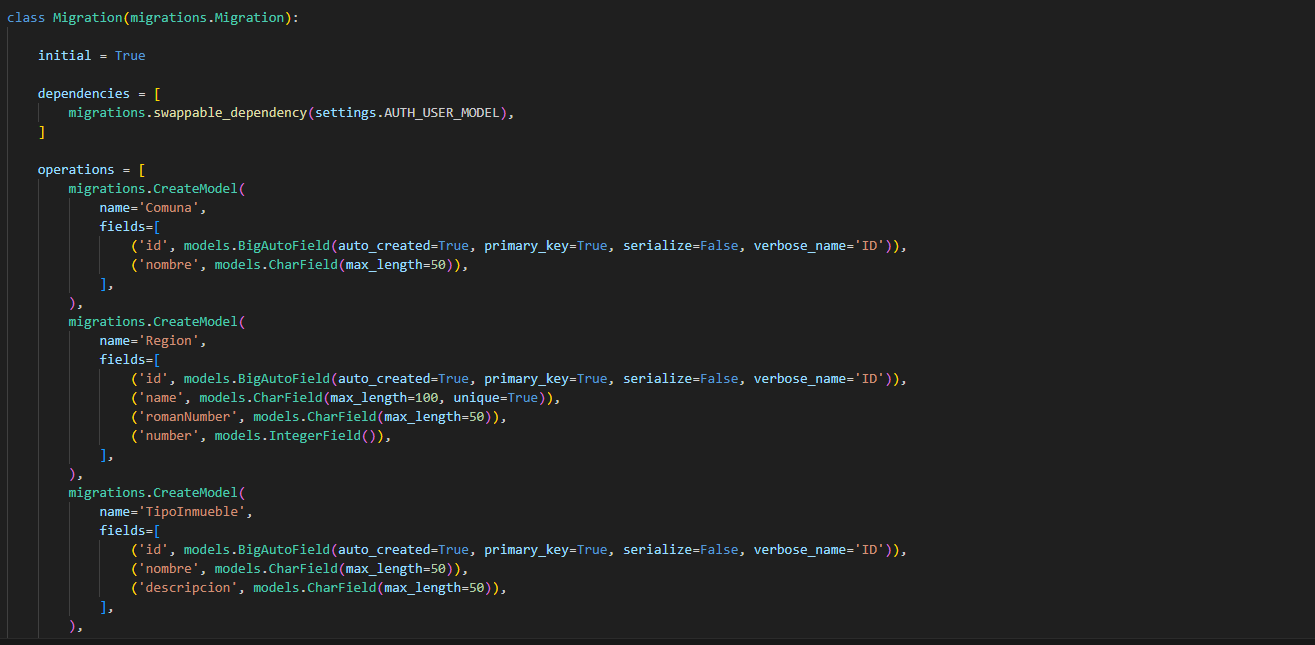 class Migration(migrations.Migration):
initial = True
dependencies = [
migrations.swappable_dependency(settings.AUTH_USER_MODEL),
]
operations = [
migrations.CreateModel(
name='Comuna',
fields=[
('id', models.BigAutoField(auto_created=True, primary_key=True, serialize=False, verbose_name='ID')),
('nombre', models.CharField(max_length=50)),
],
),
migrations.CreateModel(
name='Region',
fields=[
('id', models.BigAutoField(auto_created=True, primary_key=True, serialize=False, verbose_name='ID')),
('name', models.CharField(max_length=100, unique=True)),
('romanNumber', models.CharField(max_length=50)),
('number', models.IntegerField()),
],
),
migrations.CreateModel(
name='TipoInmueble',
fields=[
('id', models.BigAutoField(auto_created=True, primary_key=True, serialize=False, verbose_name='ID')),
('nombre', models.CharField(max_length=50)),
('descripcion', models.CharField(max_length=50)),
],
),